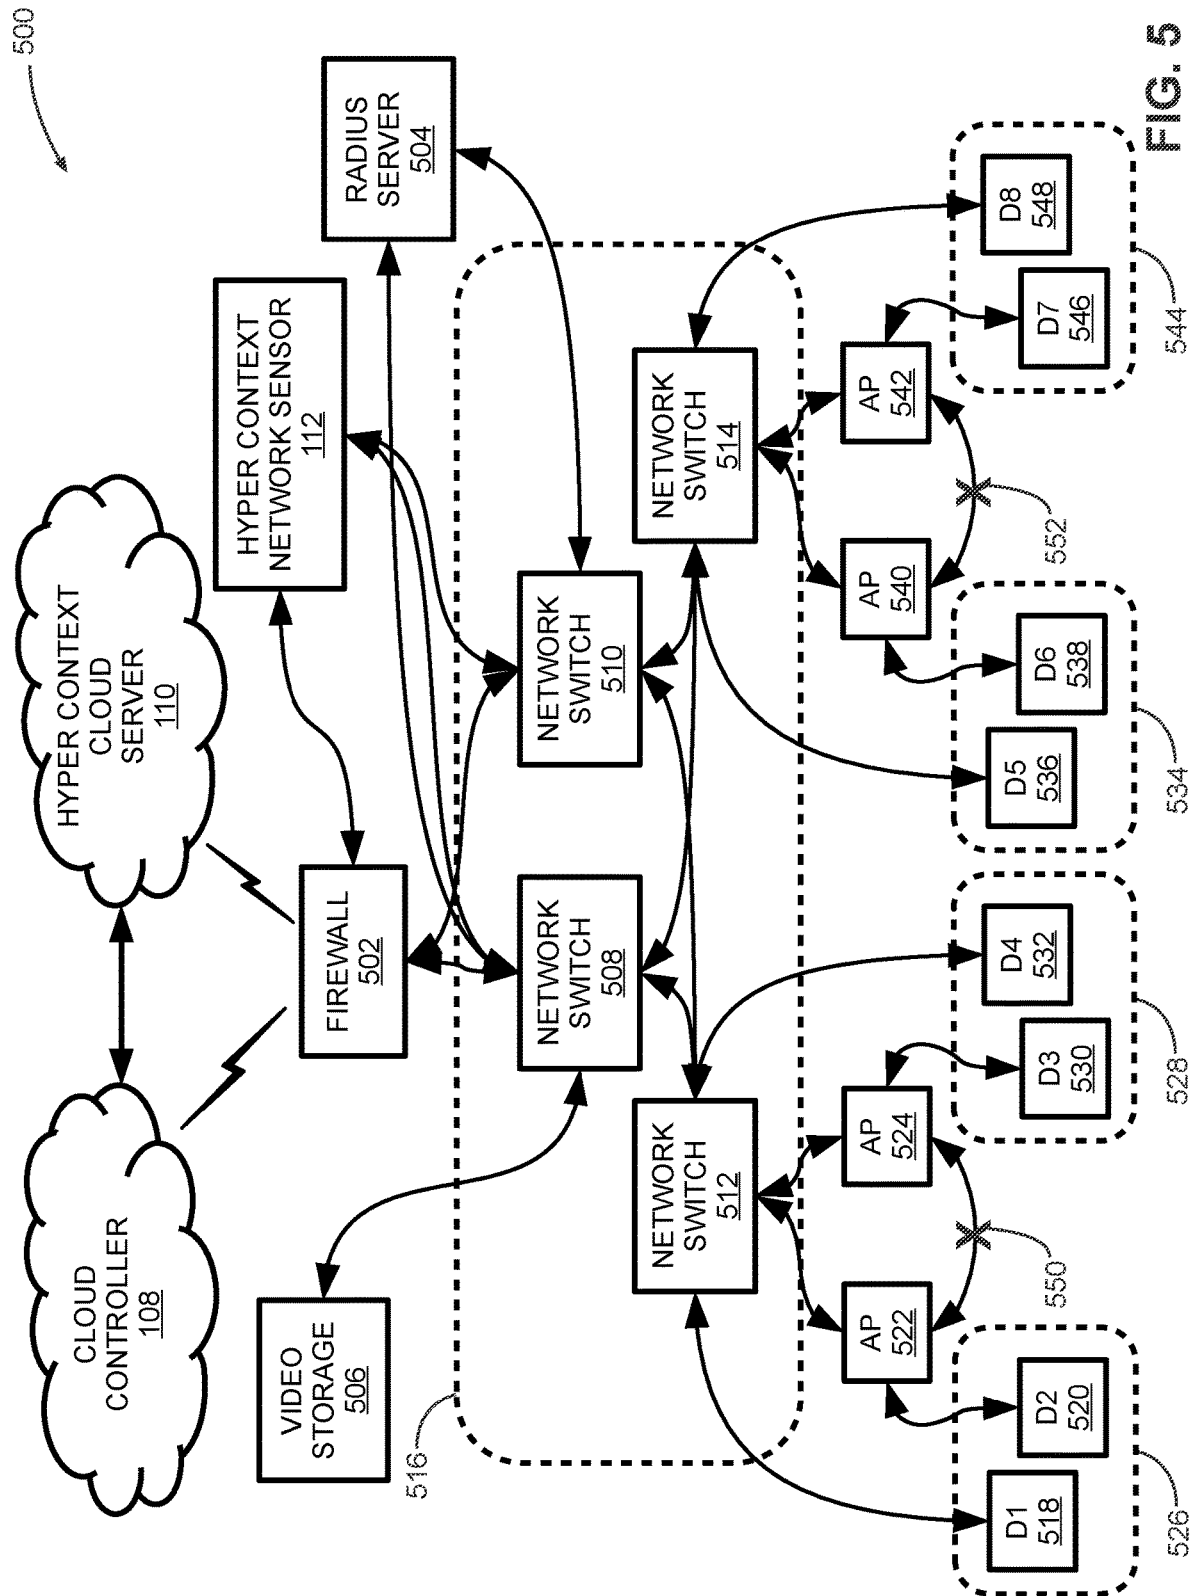 500
CLOUD
CONTROLLER
108
HYPER CONTEXT
CLOUD
SERVER
110
VIDEO
STORAGE
506
FIREWALL
502
HYPER CONTEXT
NETWORK SENSOR
112
RADIUS
SERVER
504
516
NETWORK
SWITCH
508
NETWORK
SWITCH
510
NETWORK
SWITCH
512
NETWORK
SWITCH
514
AP
522
AP
524
AP
540
AP
542
550
552
D1
518
D2
520
D3
530
D4
532
D5
536
D6
538
D7
546
D8
548
526
528
534
544
FIG. 5